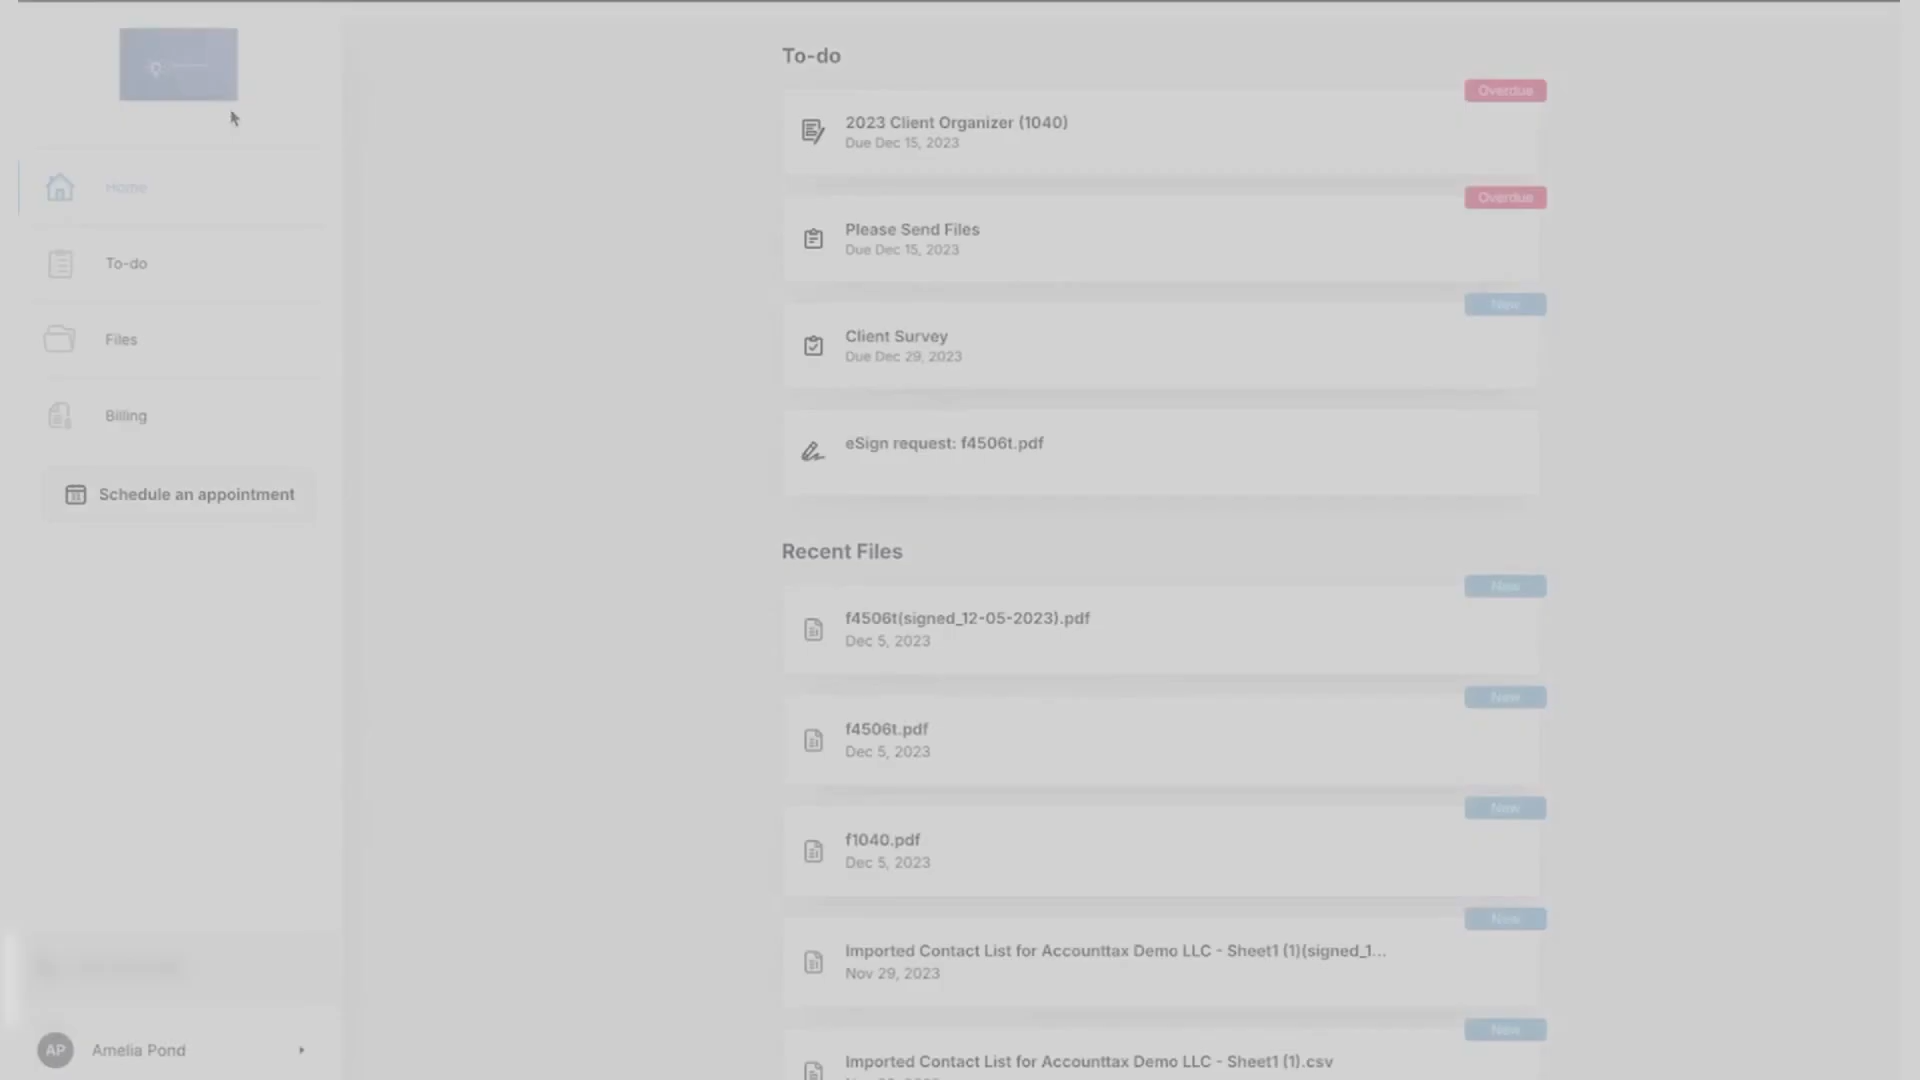 Home
To-do
Files
Billing
Schedule an appointment
AP
Amelia Pond
To-do
Overdue
2023 Client Organizer (1040)
Due Dec 15, 2023
Overdue
Please Send Files
Due Dec 15, 2023
New
Client Survey
Due Dec 29, 2023
eSign request: f4506t.pdf
Recent Files
New
f4506t(signed_12-05-2023).pdf
Dec 5, 2023
New
f4506t.pdf
Dec 5, 2023
New
f1040.pdf
Dec 5, 2023
New
Imported Contact List for Accounttax Demo LLC - Sheet1 (1)(signed_1...
Nov 29, 2023
New
Imported Contact List for Accounttax Demo LLC - Sheet1 (1).csv